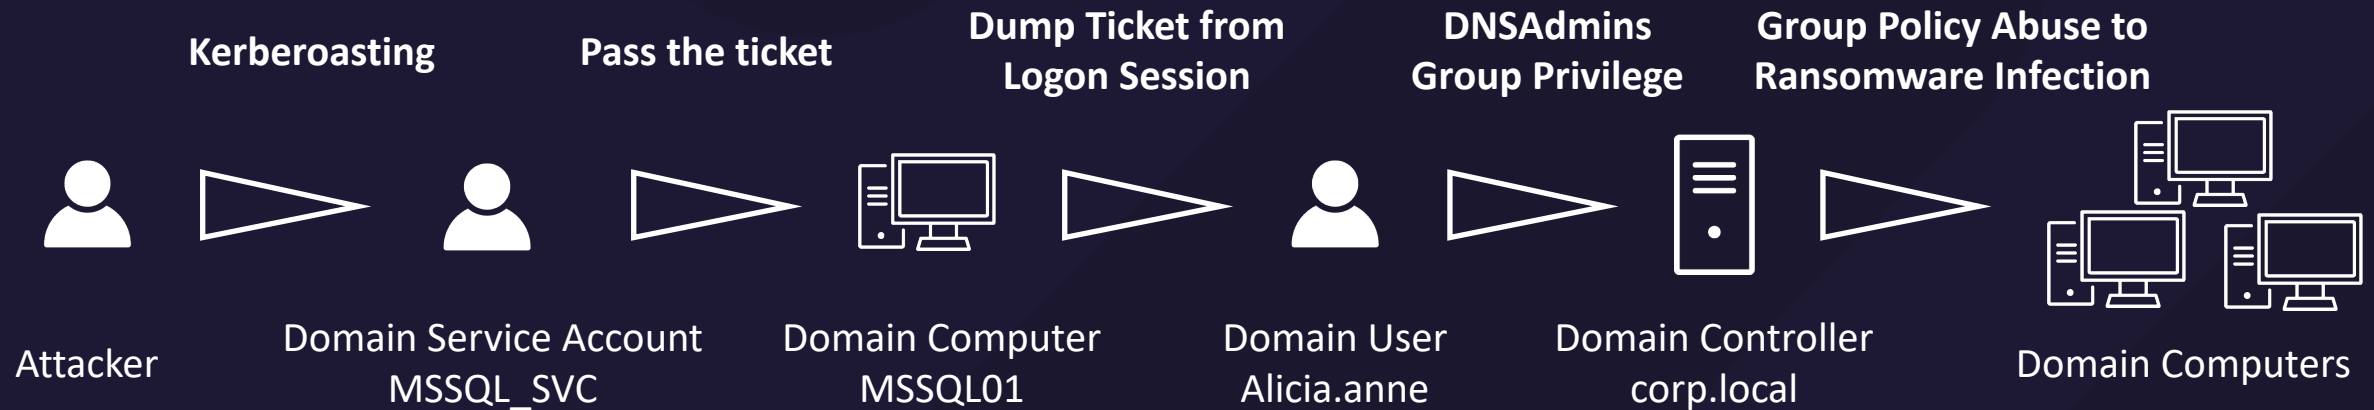 Kerberoasting
Pass the ticket
Dump Ticket from
Logon Session
DNSAdmins
Group Privilege
Group Policy Abuse to
Ransomware Infection
Attacker
Domain Service Account
MSSQL_SVC
Domain Computer
MSSQL01
Domain User
Alicia.anne
Domain Controller
corp.local
Domain Computers